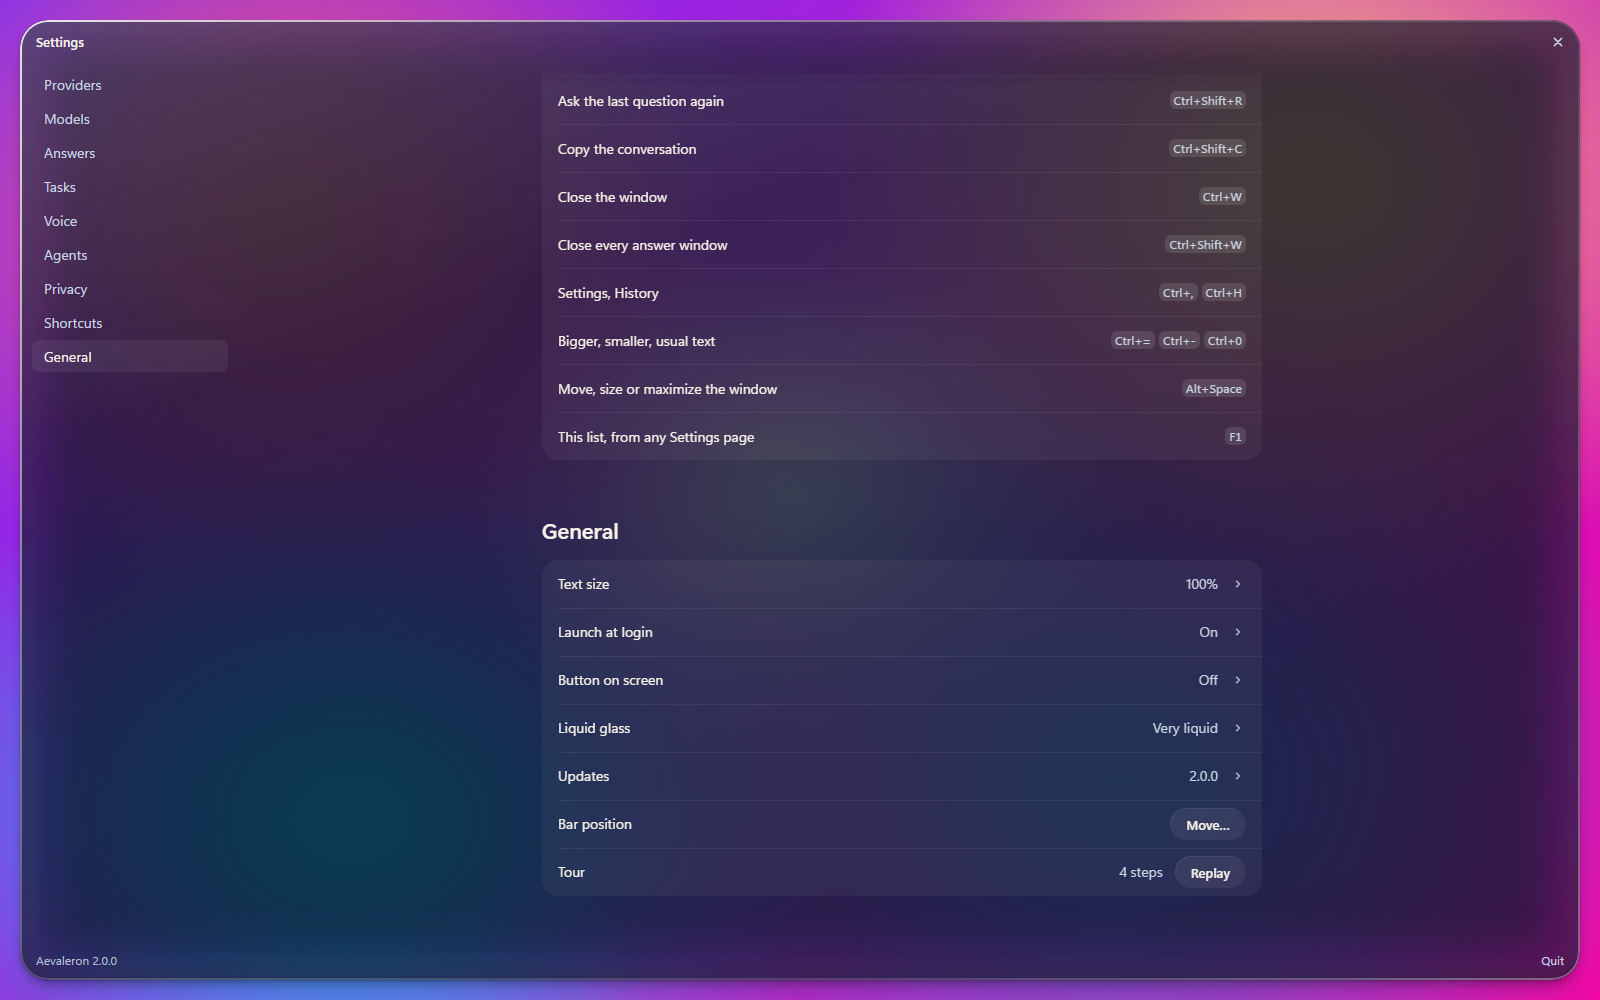 Settings
Providers
Models
Answers
Tasks
Voice
Agents
Privacy
Shortcuts
General
Ask the last question again Ctrl+Shift+R
Copy the conversation Ctrl+Shift+C
Close the window Ctrl+W
Close every answer window Ctrl+Shift+W
Settings, History Ctrl+, Ctrl+H
Bigger, smaller, usual text Ctrl+= Ctrl+- Ctrl+0
Move, size or maximize the window Alt+Space
This list, from any Settings page F1
General
Text size 100%
Launch at login On
Button on screen Off
Liquid glass Very liquid
Updates 2.0.0
Bar position Move...
Tour 4 steps Replay
Aevaleron 2.0.0 Quit